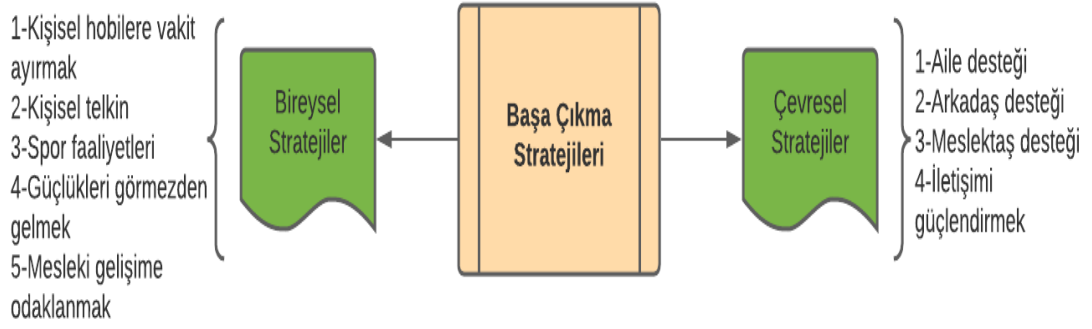 1-Kişisel hobilere vakit
ayırmak
2-Kişisel telkin
3-Spor faaliyetleri
4-Güçlükleri görmezden
gelmek
5-Mesleki gelişime
odaklanmak
Bireysel
Stratejiler
Başa Çıkma
Stratejileri
Çevresel
Stratejiler
1-Aile desteği
2-Arkadaş desteği
3-Meslektaş desteği
4-İletişimi
güçlendirmek